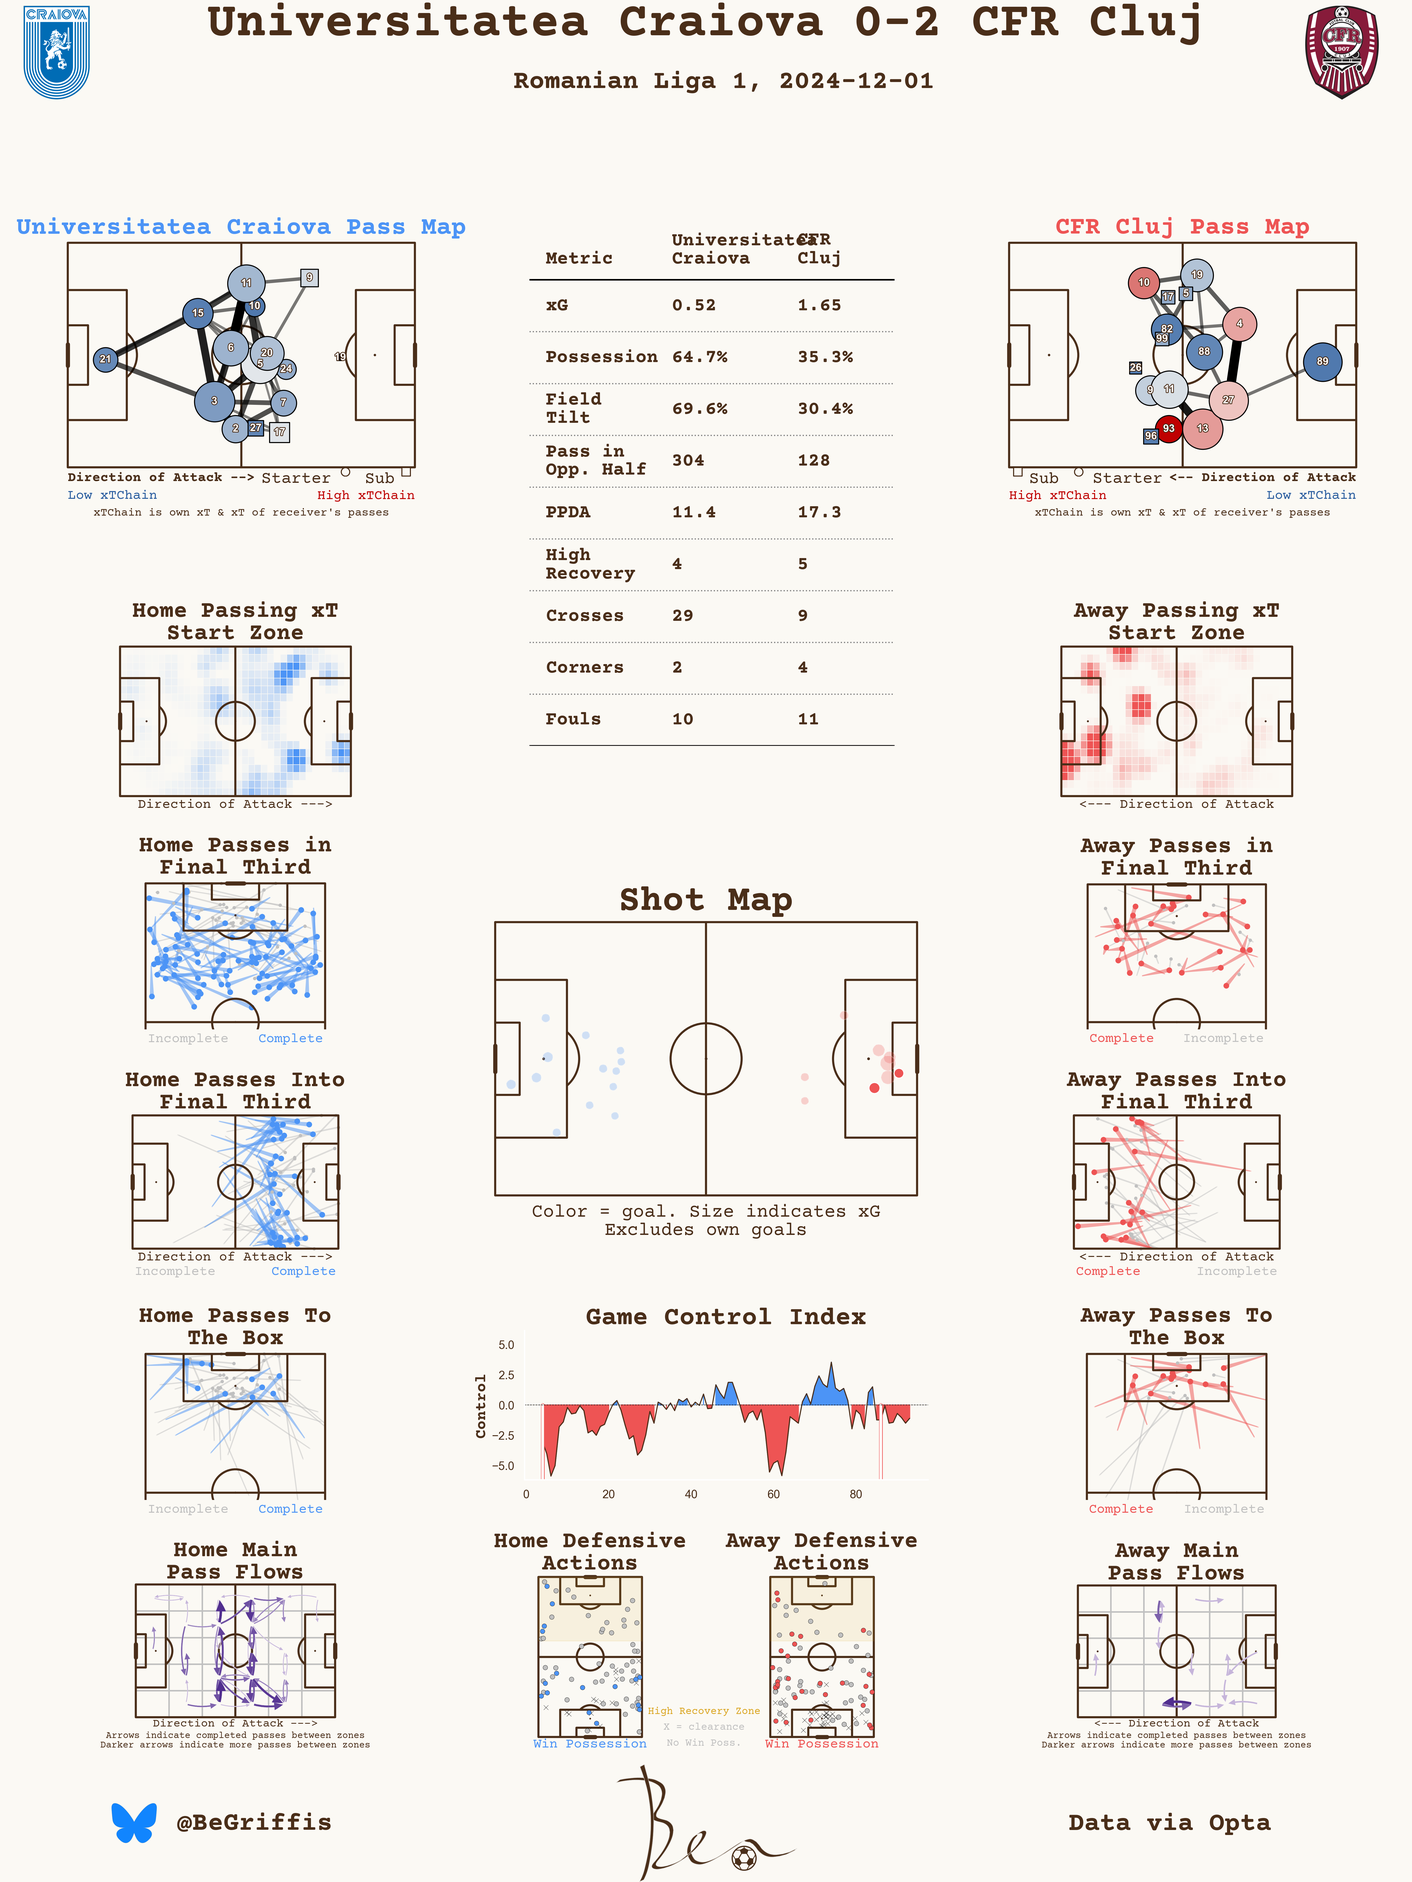 CRAIOVA
Universitatea Craiova 0-2 CFR Cluj
Romanian Liga 1, 2024-12-01
CFR
1907
Universitatea Craiova Pass Map
9
11
10
15
6
20
19
21
5
24
3
7
2
27
17
Direction of Attack --> Starter Sub
Low xTChain High xTChain
xTChain is own xT & xT of receiver's passes
Metric Universitatea Craiova CFR Cluj
xG 0.52 1.65
Possession 64.7% 35.3%
Field Tilt 69.6% 30.4%
Pass in Opp. Half 304 128
PPDA 11.4 17.3
High Recovery 4 5
Crosses 29 9
Corners 2 4
Fouls 10 11
CFR Cluj Pass Map
10
19
17
5
82
4
99
88
26
89
9
11
27
93
13
96
Sub Starter <-- Direction of Attack
High xTChain Low xTChain
xTChain is own xT & xT of receiver's passes
Home Passing xT
Start Zone
Direction of Attack --->
Away Passing xT
Start Zone
<--- Direction of Attack
Home Passes in
Final Third
Incomplete Complete
Away Passes in
Final Third
Complete Incomplete
Shot Map
Color = goal. Size indicates xG
Excludes own goals
Home Passes Into
Final Third
Direction of Attack --->
Incomplete Complete
Away Passes Into
Final Third
<--- Direction of Attack
Complete Incomplete
Home Passes To
The Box
Incomplete Complete
Game Control Index
Control
5.0
2.5
0.0
−2.5
−5.0
0 20 40 60 80
Away Passes To
The Box
Complete Incomplete
Home Main
Pass Flows
Direction of Attack --->
Arrows indicate completed passes between zones
Darker arrows indicate more passes between zones
Home Defensive
Actions
Win Possession
High Recovery Zone
X = clearance
No Win Poss.
Away Defensive
Actions
Win Possession
Away Main
Pass Flows
<--- Direction of Attack
Arrows indicate completed passes between zones
Darker arrows indicate more passes between zones
@BeGriffis
Ben
Data via Opta